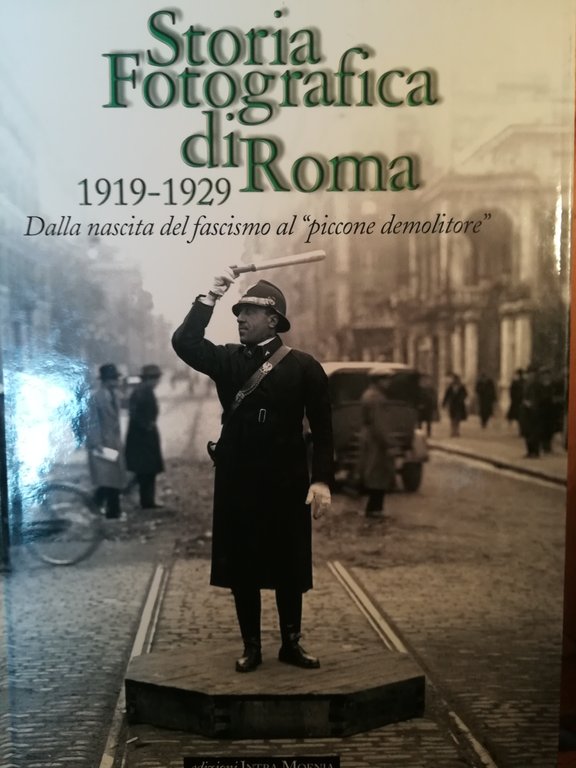 Storia
Fotografica
di Roma
1919-1929
Dalla nascita del fascismo al "piccone demolitore"
edizioni INTRA MOENIA